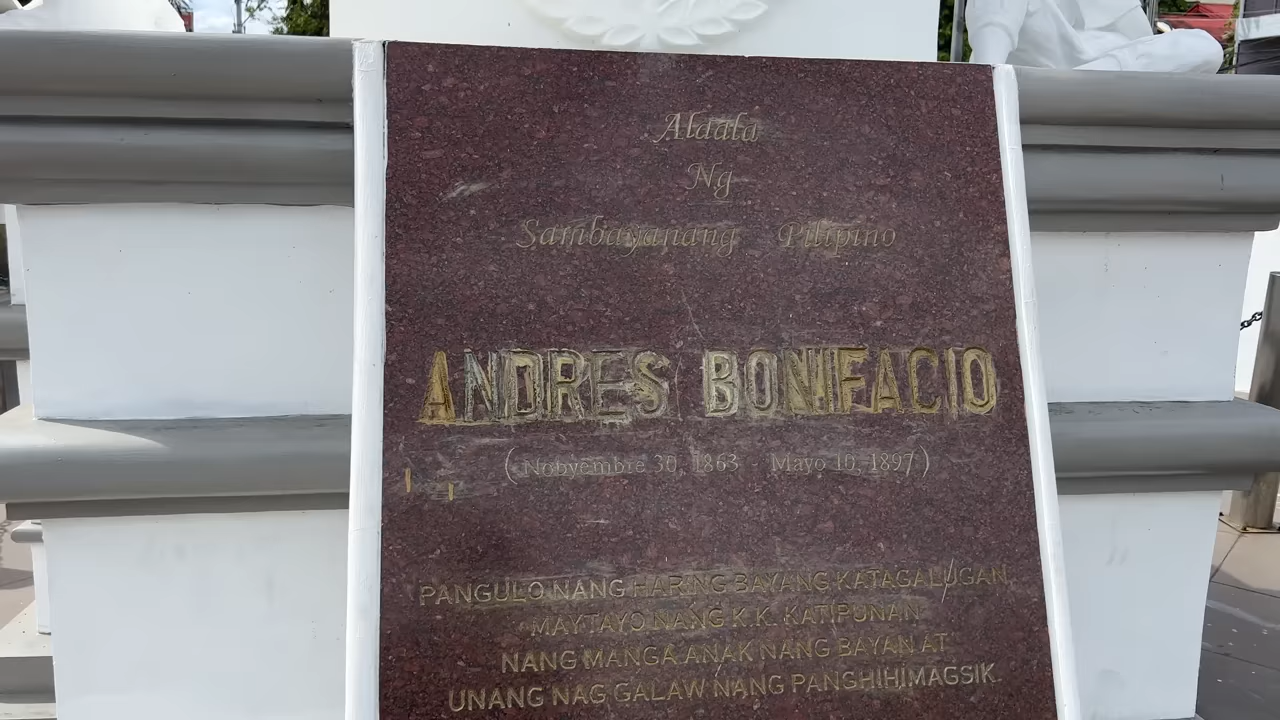 Alaala
Ng
Sambayanang Pilipino
ANDRES BONIFACIO
(Nobyembre 30, 1863 - Mayo 10, 1897)
PANGULO NANG HARING BAYANG KATAGALUGAN,
MAYTAYO NANG K.K. KATIPUNAN
NANG MANGA ANAK NANG BAYAN AT
UNANG NAG GALAW NANG PANGHIHIMAGSIK.